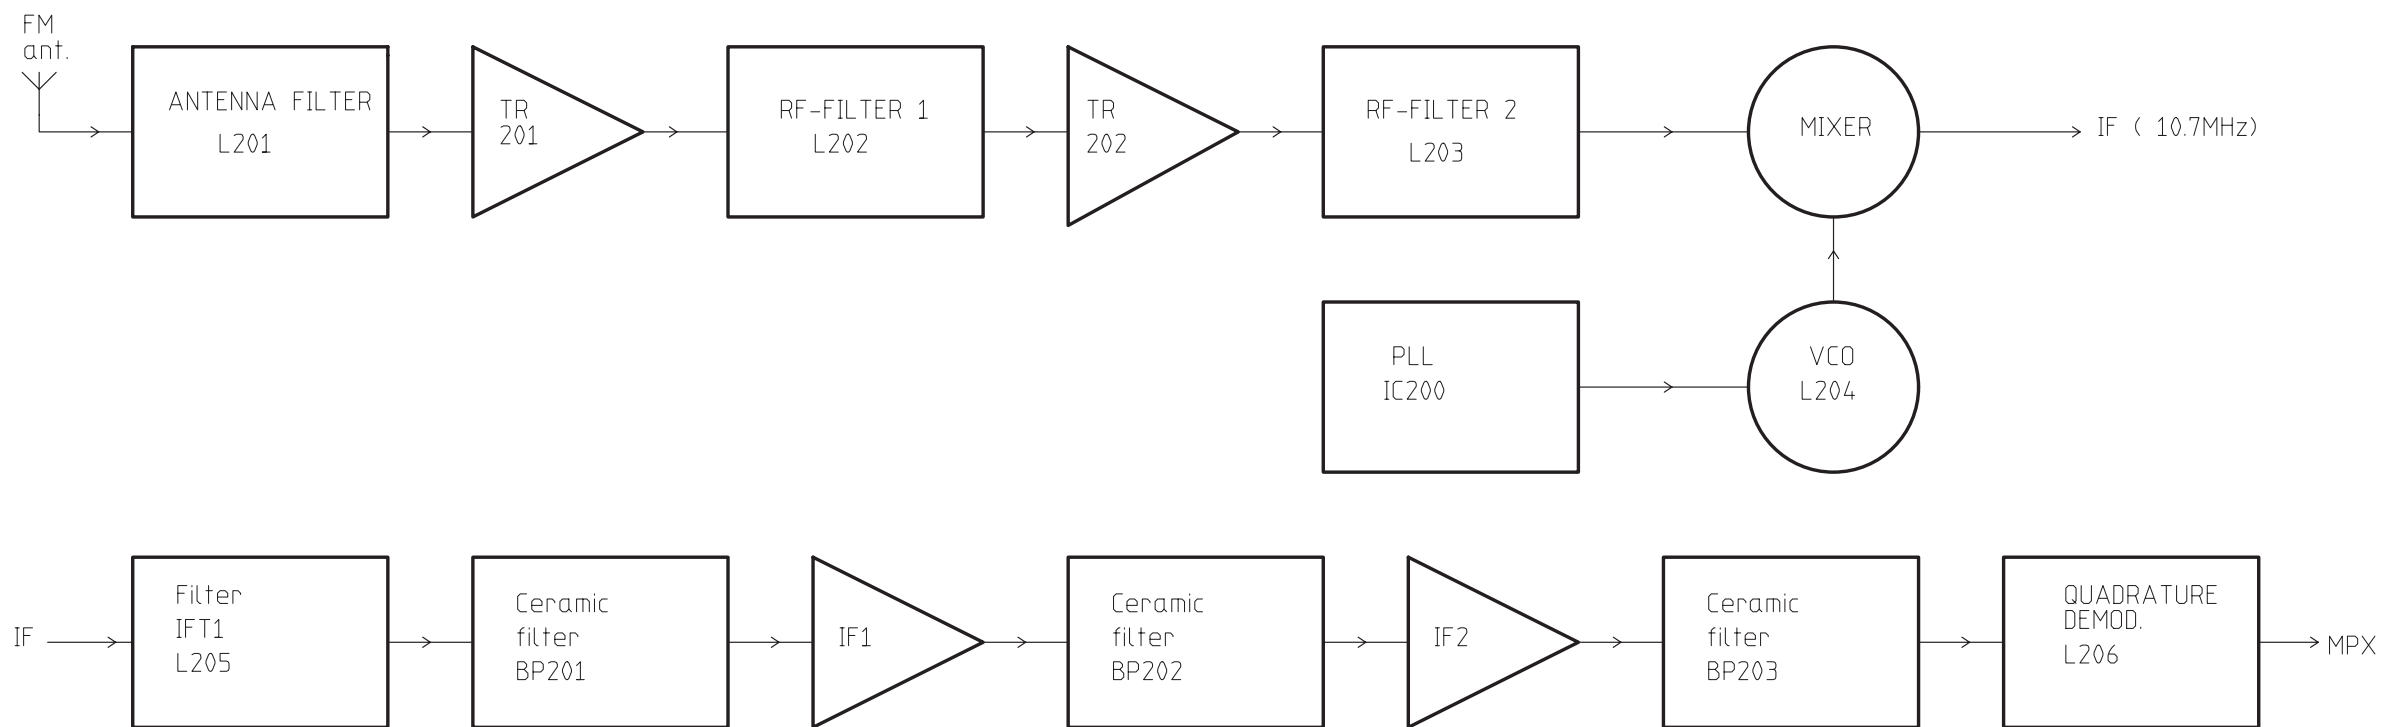 FM
ant.
ANTENNA FILTER
L201
TR
201
RF-FILTER 1
L202
TR
202
RF-FILTER 2
L203
MIXER
IF ( 10.7MHz)
PLL
IC200
VCO
L204
IF
Filter
IFT1
L205
Ceramic
filter
BP201
IF1
Ceramic
filter
BP202
IF2
Ceramic
filter
BP203
QUADRATURE
DEMOD.
L206
MPX